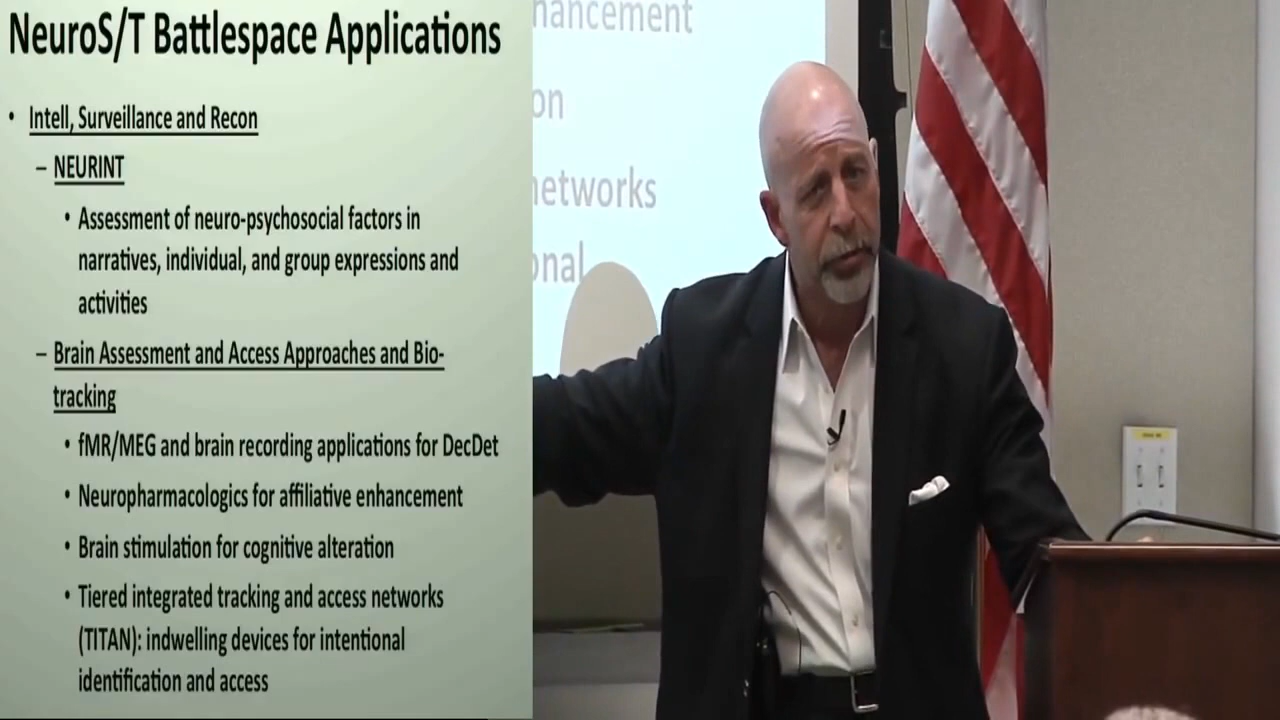 NeuroS/T Battlespace Applications
• Intell, Surveillance and Recon
– NEURINT
• Assessment of neuro-psychosocial factors in
narratives, individual, and group expressions and
activities
– Brain Assessment and Access Approaches and Bio-
tracking
• fMR/MEG and brain recording applications for DecDet
• Neuropharmacologics for affiliative enhancement
• Brain stimulation for cognitive alteration
• Tiered integrated tracking and access networks
(TITAN): indwelling devices for intentional
identification and access
nhancement
on
networks
onal